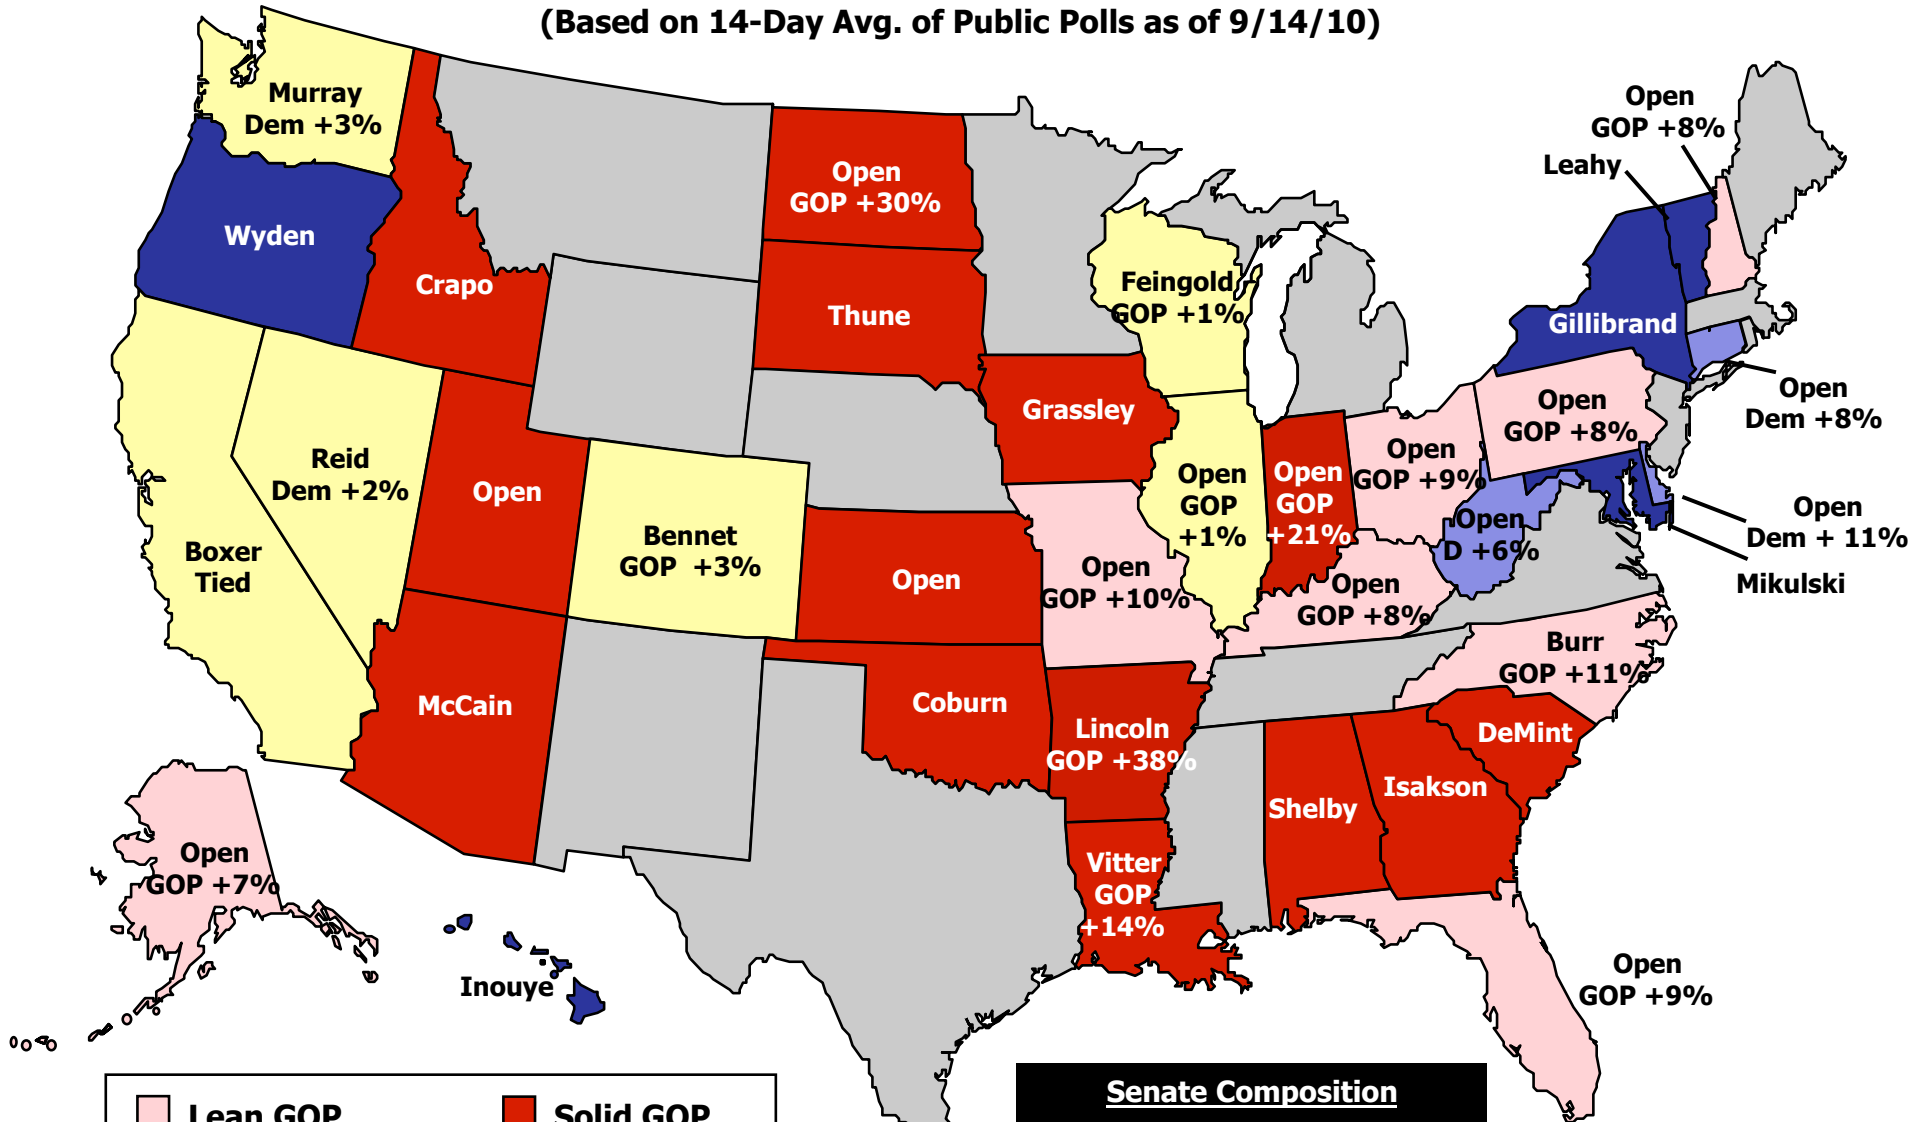 (Based on 14-Day Avg. of Public Polls as of 9/14/10)
Murray
Dem +3%
Wyden
Crapo
Open
GOP +30%
Thune
Feingold
GOP +1%
Open
GOP +8%
Leahy
Gillibrand
Open
Dem +8%
Open
GOP +8%
Grassley
Open
GOP +9%
Open
GOP
+1%
Open
GOP
+21%
Reid
Dem +2%
Open
Boxer
Tied
Bennet
GOP  +3%
Open
Open
GOP +10%
Open
GOP +8%
Open
D +6%
Open
Dem + 11%
Mikulski
Burr
GOP +11%
McCain
Coburn
Lincoln
GOP +38%
DeMint
Isakson
Shelby
Vitter
GOP
+14%
Open
GOP +7%
Inouye
Open
GOP +9%
Lean GOP
Solid GOP
Senate Composition